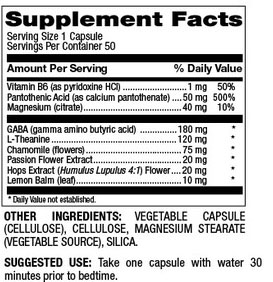 Supplement Facts
Serving Size 1 Capsule
Servings Per Container 50
Amount Per Serving % Daily Value
Vitamin B6 (as pyridoxine HCl) 1 mg 50%
Pantothenic Acid (as calcium pantothenate) 50 mg 500%
Magnesium (citrate) 40 mg 10%
GABA (gamma amino butyric acid) 180 mg *
L-Theanine 120 mg *
Chamomile (flowers) 75 mg *
Passion Flower Extract 20 mg *
Hops Extract (Humulus Lupulus 4:1) Flower 20 mg *
Lemon Balm (leaf) 10 mg *
* Daily Value not established.
OTHER INGREDIENTS: VEGETABLE CAPSULE
(CELLULOSE), CELLULOSE, MAGNESIUM STEARATE
(VEGETABLE SOURCE), SILICA.
SUGGESTED USE: Take one capsule with water 30
minutes prior to bedtime.